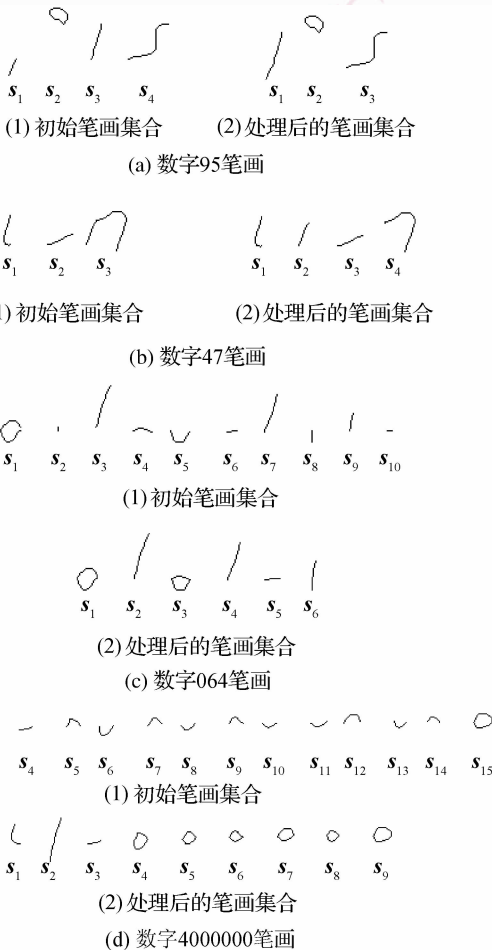 s1 s2 s3 s4 s1 s2 s3
(1) 初始笔画集合 (2) 处理后的笔画集合
(a) 数字95笔画
s1 s2 s3 s1 s2 s3 s4
) 初始笔画集合 (2) 处理后的笔画集合
(b) 数字47笔画
s1 s2 s3 s4 s5 s6 s7 s8 s9 s10
(1) 初始笔画集合
s1 s2 s3 s4 s5 s6
(2) 处理后的笔画集合
(c) 数字064笔画
s4 s5 s6 s7 s8 s9 s10 s11 s12 s13 s14 s15
(1) 初始笔画集合
s1 s2 s3 s4 s5 s6 s7 s8 s9
(2) 处理后的笔画集合
(d) 数字4000000笔画